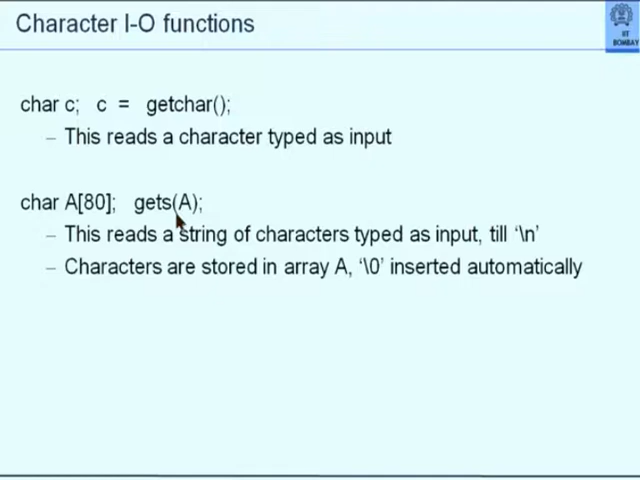 Character I-O functions
IIT
BOMBAY
char c; c = getchar();
– This reads a character typed as input
char A[80]; gets(A);
– This reads a string of characters typed as input, till ‘\n’
– Characters are stored in array A, ‘\0’ inserted automatically